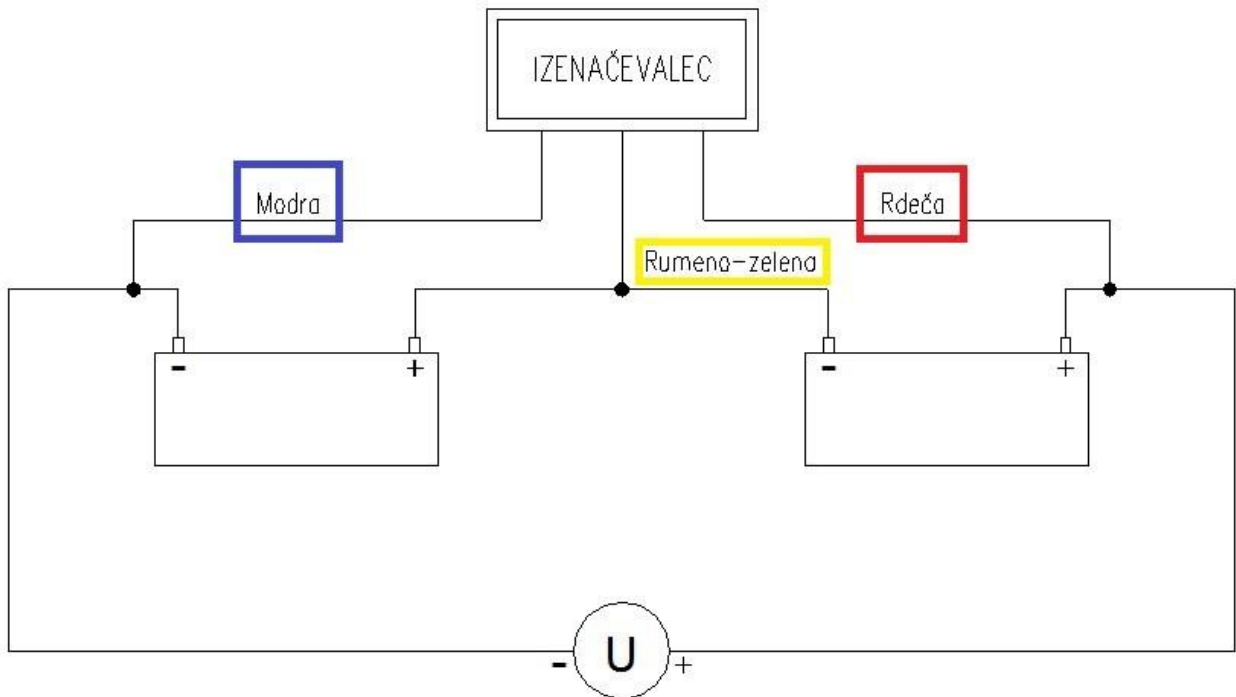 IZENAČEVALEC
Modra
Rdeča
Rumena-zelena
- +
- +
- U +